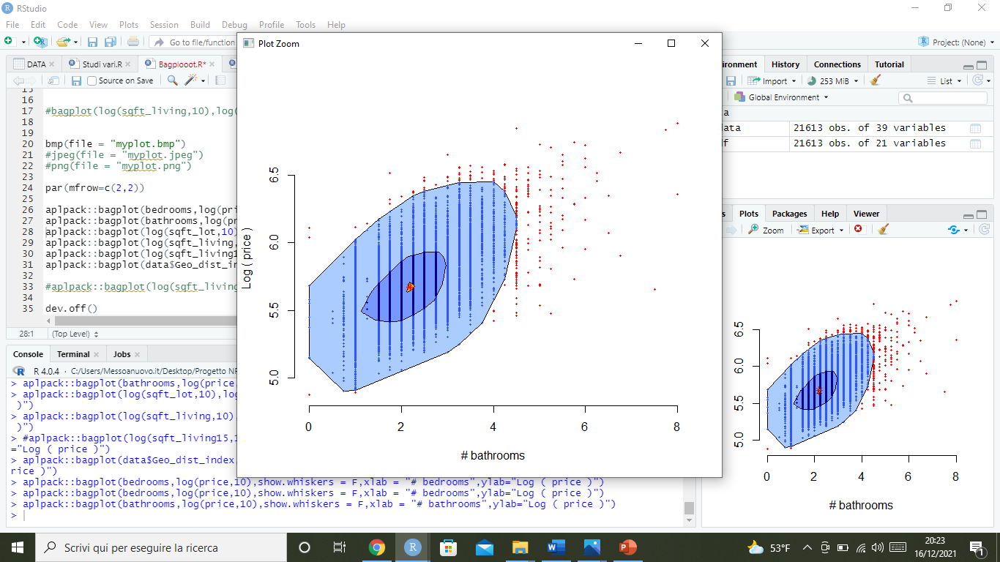 RStudio
File Edit Code View Plots Session Build Debug Profile Tools Help
Go to file/function
Project: (None)
DATA
Studi vari.R
Bagplooot.R*
Source on Save
16
17 #bagplot(log(sqft_living,10),log(
18
19
20 bmp(file = "myplot.bmp")
21 #jpeg(file = "myplot.jpeg")
22 #png(file = "myplot.png")
23
24 par(mfrow=c(2,2))
25
26 aplpack::bagplot(bedrooms,log(pri
27 aplpack::bagplot(bathrooms,log(pr
28 aplpack::bagplot(log(sqft_lot,10)
29 aplpack::bagplot(log(sqft_living,
30 aplpack::bagplot(log(sqft_living1
31 aplpack::bagplot(data$Geo_dist_in
32
33 #aplpack::bagplot(log(sqft_living
34
35 dev.off()
28:1 (Top Level)
Console Terminal Jobs
R 4.0.4 · C:/Users/Messoanuovo.it/Desktop/Progetto NP
> aplpack::bagplot(bathrooms,log(price
> aplpack::bagplot(log(sqft_lot,10),log
)")
> aplpack::bagplot(log(sqft_living,10)
)")
> #aplpack::bagplot(log(sqft_living15,1
="Log ( price )")
> aplpack::bagplot(data$Geo_dist_index,
rice )")
> aplpack::bagplot(bedrooms,log(price,10),show.whiskers = F,xlab = "# bedrooms",ylab="Log ( price )")
> aplpack::bagplot(bedrooms,log(price,10),show.whiskers = F,xlab = "# bedrooms",ylab="Log ( price )")
> aplpack::bagplot(bathrooms,log(price,10),show.whiskers = F,xlab = "# bathrooms",ylab="Log ( price )")
>
Plot Zoom
Log ( price )
6.5
6.0
5.5
5.0
0 2 4 6 8
# bathrooms
ironment History Connections Tutorial
Import 253 MiB List
Global Environment
a
data 21613 obs. of 39 variables
f 21613 obs. of 21 variables
s Plots Packages Help Viewer
Zoom Export
6.5
6.0
5.5
5.0
0 2 4 6 8
# bathrooms
Scrivi qui per eseguire la ricerca
53°F
20:23
16/12/2021
1